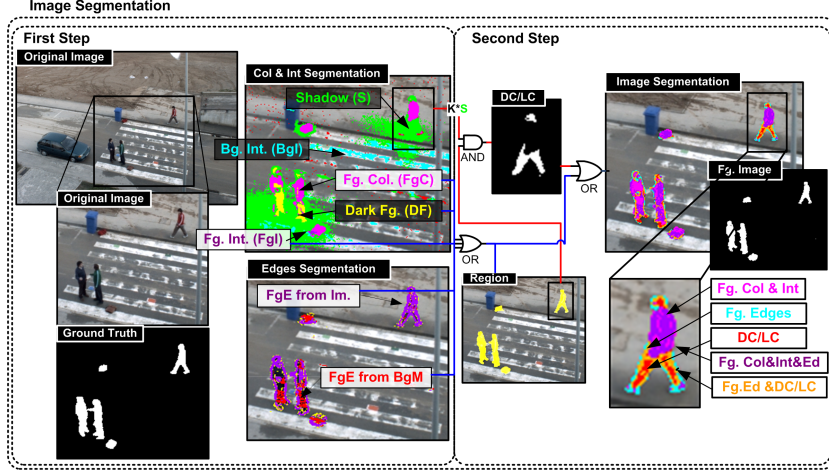 Image Segmentation
First Step
Second Step
Original Image
Col & Int Segmentation
Shadow (S)
Bg. Int. (BgI)
Fg. Col. (FgC)
Dark Fg. (DF)
Fg. Int. (FgI)
Original Image
Ground Truth
Edges Segmentation
FgE from Im.
FgE from BgM
K*S
AND
DC/LC
OR
Region
OR
Image Segmentation
Fg. Image
Fg. Col & Int
Fg. Edges
DC/LC
Fg. Col&Int&Ed
Fg.Ed &DC/LC